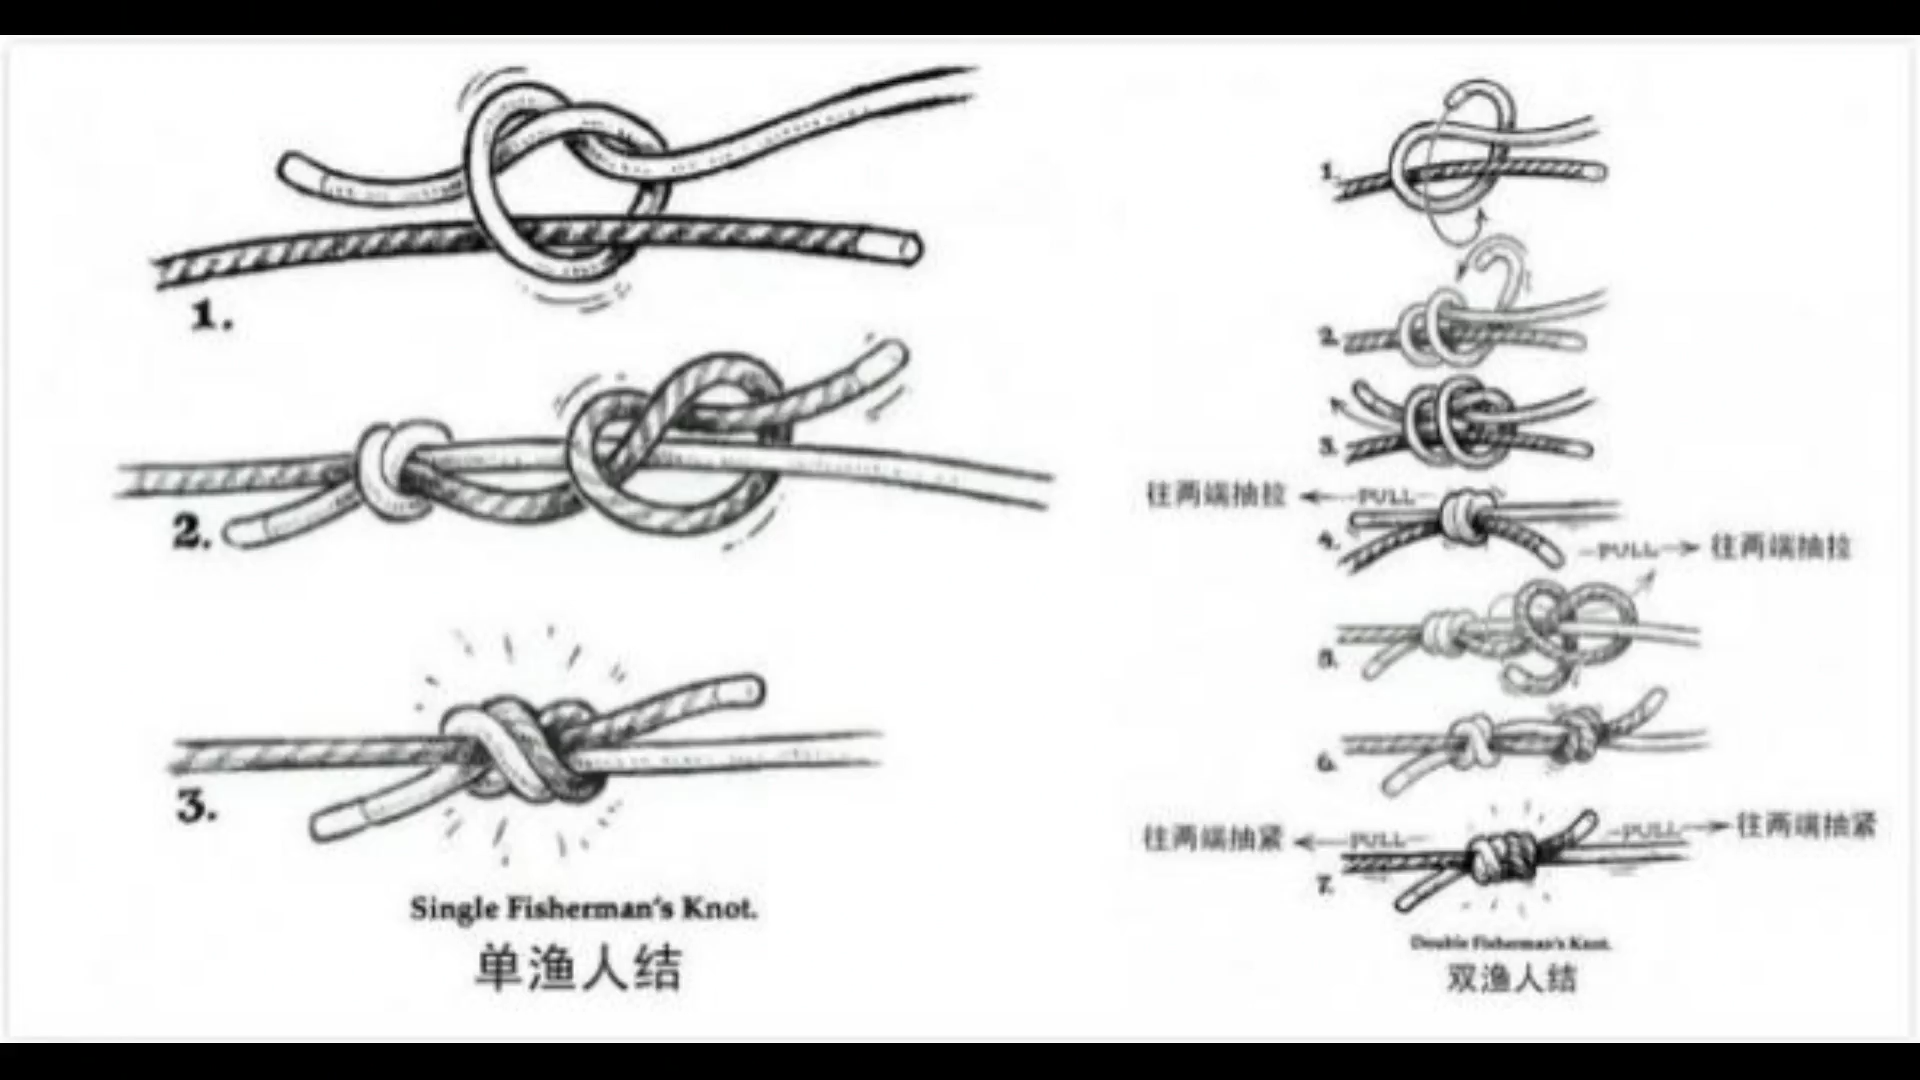 1.
2.
3.
Single Fisherman's Knot.
单渔人结
1.
2.
3.
往两端抽拉
PULL
4.
PULL
往两端抽拉
5.
6.
往两端抽紧
PULL
PULL
往两端抽紧
7.
Double Fisherman's Knot.
双渔人结